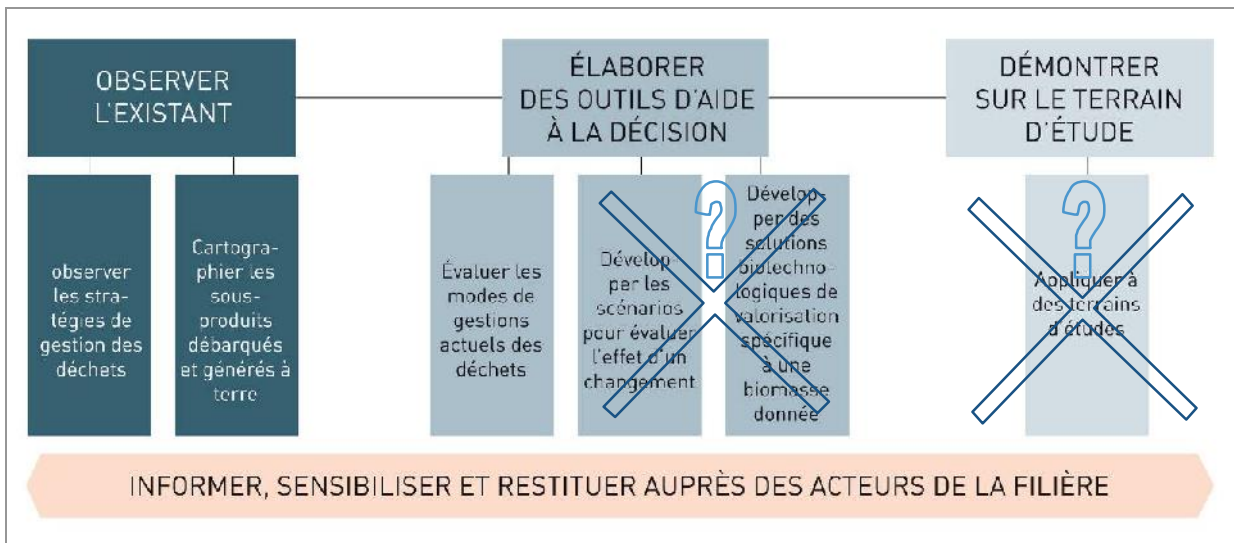 OBSERVER
L'EXISTANT
ÉLABORER
DES OUTILS D'AIDE
À LA DÉCISION
DÉMONTRER
SUR LE TERRAIN
D'ÉTUDE
observer
les stra-
tégies de
gestion des
déchets
Cartogra-
phier les
sous-
produits
débarqués
et générés à
terre
Évaluer les
modes de
gestions
actuels des
déchets
Dévelop-
per les
scénarios
pour évaluer
l'effet d'un
changement
Dévelop-
per des
solutions
biotechno-
logiques de
valorisation
spécifique
à une
biomasse
donnée
?
Appliquer à
des terrains
d'études
?
INFORMER, SENSIBILISER ET RESTITUER AUPRÈS DES ACTEURS DE LA FILIÈRE